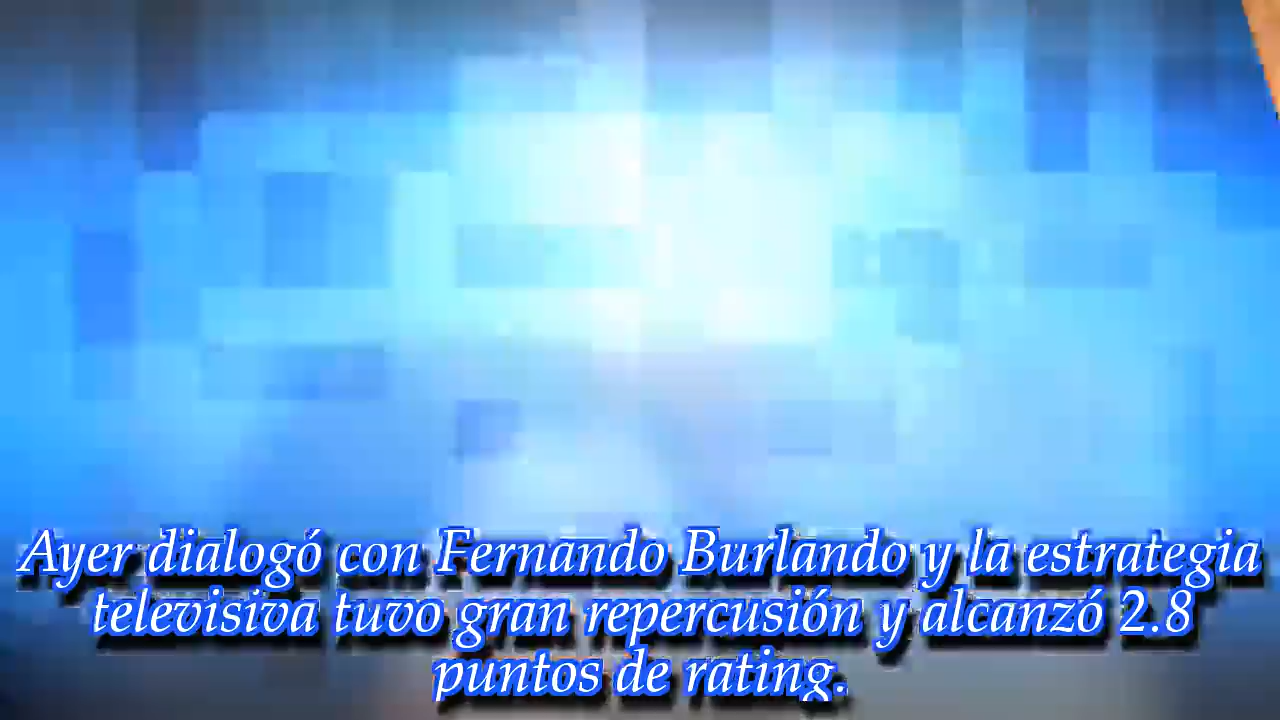 Ayer dialogó con Fernando Burlando y la estrategia
televisiva tuvo gran repercusión y alcanzó 2.8
puntos de rating.